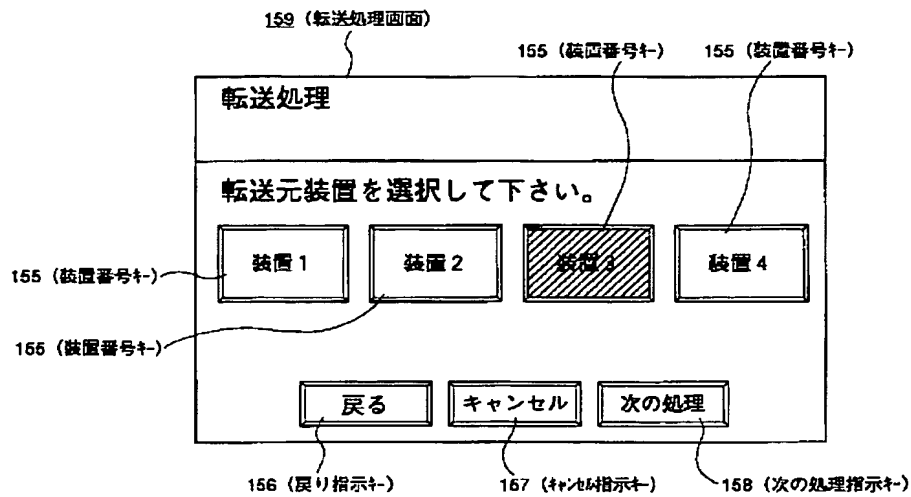 159 (転送処理画面)
155 (装置番号ｷｰ) 155 (装置番号ｷｰ)
転送処理
転送元装置を選択して下さい。
装置1 装置2 装置3 装置4
155 (装置番号ｷｰ)
155 (装置番号ｷｰ)
戻る キャンセル 次の処理
156 (戻り指示ｷｰ) 157 (ｷｬﾝｾﾙ指示ｷｰ) 158 (次の処理指示ｷｰ)